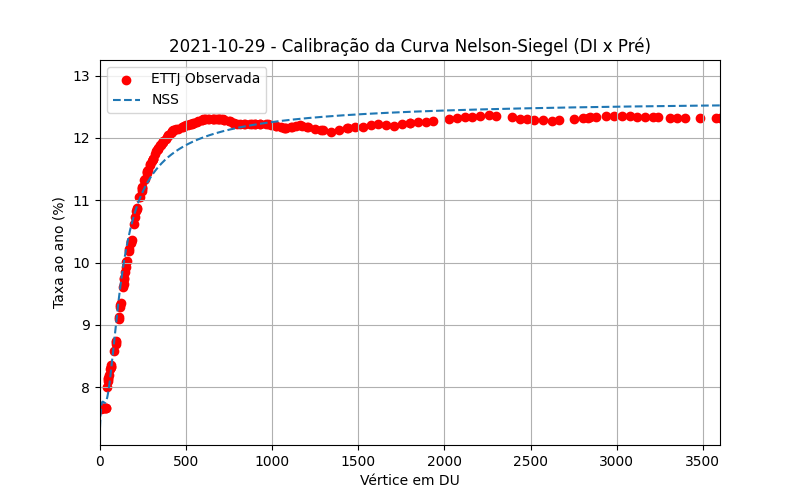 2021-10-29 - Calibração da Curva Nelson-Siegel (DI x Pré)
ETTJ Observada
NSS
Taxa ao ano (%)
13
12
11
10
9
8
0 500 1000 1500 2000 2500 3000 3500
Vértice em DU